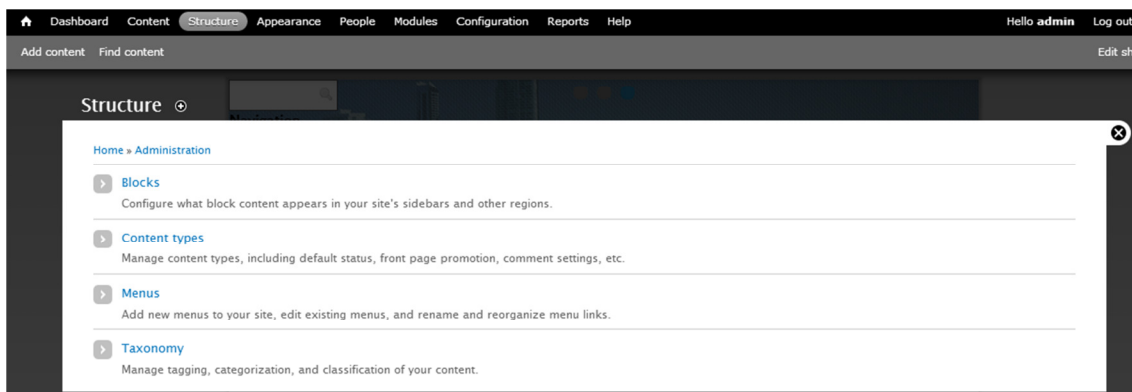 Dashboard Content Structure Appearance People Modules Configuration Reports Help Hello admin Log out
Add content Find content Edit sh
Structure
Navigation
Home » Administration
Blocks
Configure what block content appears in your site's sidebars and other regions.
Content types
Manage content types, including default status, front page promotion, comment settings, etc.
Menus
Add new menus to your site, edit existing menus, and rename and reorganize menu links.
Taxonomy
Manage tagging, categorization, and classification of your content.